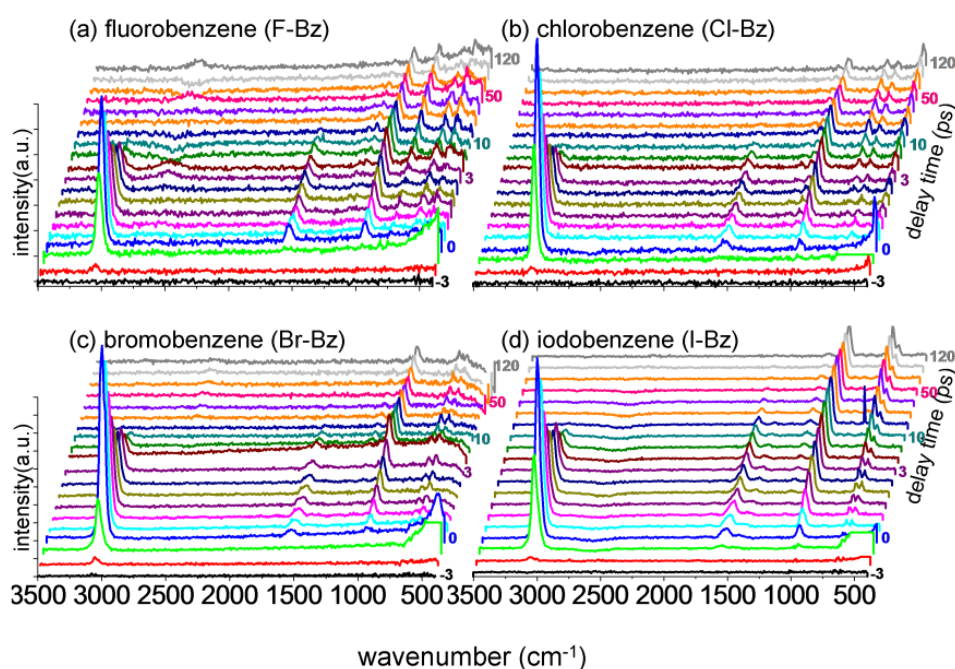 (a) fluorobenzene (F-Bz)
(b) chlorobenzene (Cl-Bz)
120
50
10
3
0
-3
120
50
10
3
0
-3
intensity(a.u.)
delay time (ps)
(c) bromobenzene (Br-Bz)
(d) iodobenzene (I-Bz)
120
50
10
3
0
-3
120
50
10
3
0
-3
intensity(a.u.)
delay time (ps)
3500 3000 2500 1500 1000 500 3500 3000 2500 1500 1000 500
wavenumber (cm⁻¹)